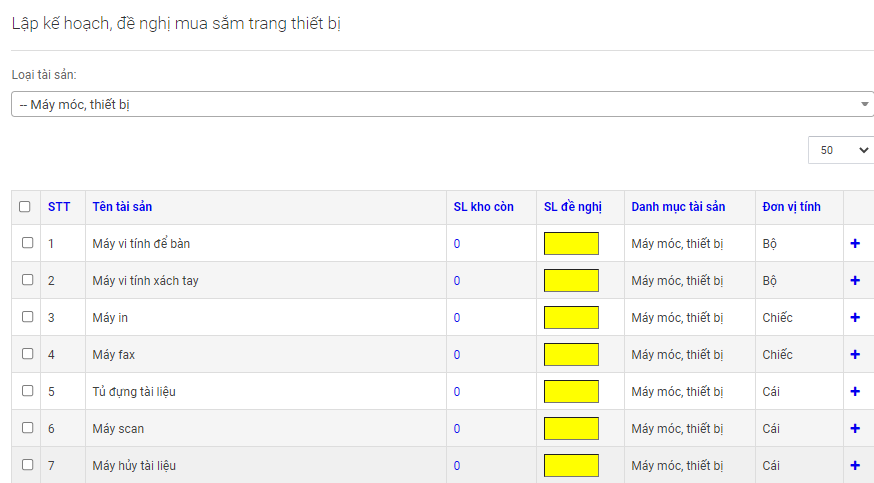 Lập kế hoạch, đề nghị mua sắm trang thiết bị
Loại tài sản:
-- Máy móc, thiết bị
50
STT Tên tài sản SL kho còn SL đề nghị Danh mục tài sản Đơn vị tính
1 Máy vi tính để bàn 0 Máy móc, thiết bị Bộ +
2 Máy vi tính xách tay 0 Máy móc, thiết bị Bộ +
3 Máy in 0 Máy móc, thiết bị Chiếc +
4 Máy fax 0 Máy móc, thiết bị Chiếc +
5 Tủ đựng tài liệu 0 Máy móc, thiết bị Cái +
6 Máy scan 0 Máy móc, thiết bị Cái +
7 Máy hủy tài liệu 0 Máy móc, thiết bị Cái +